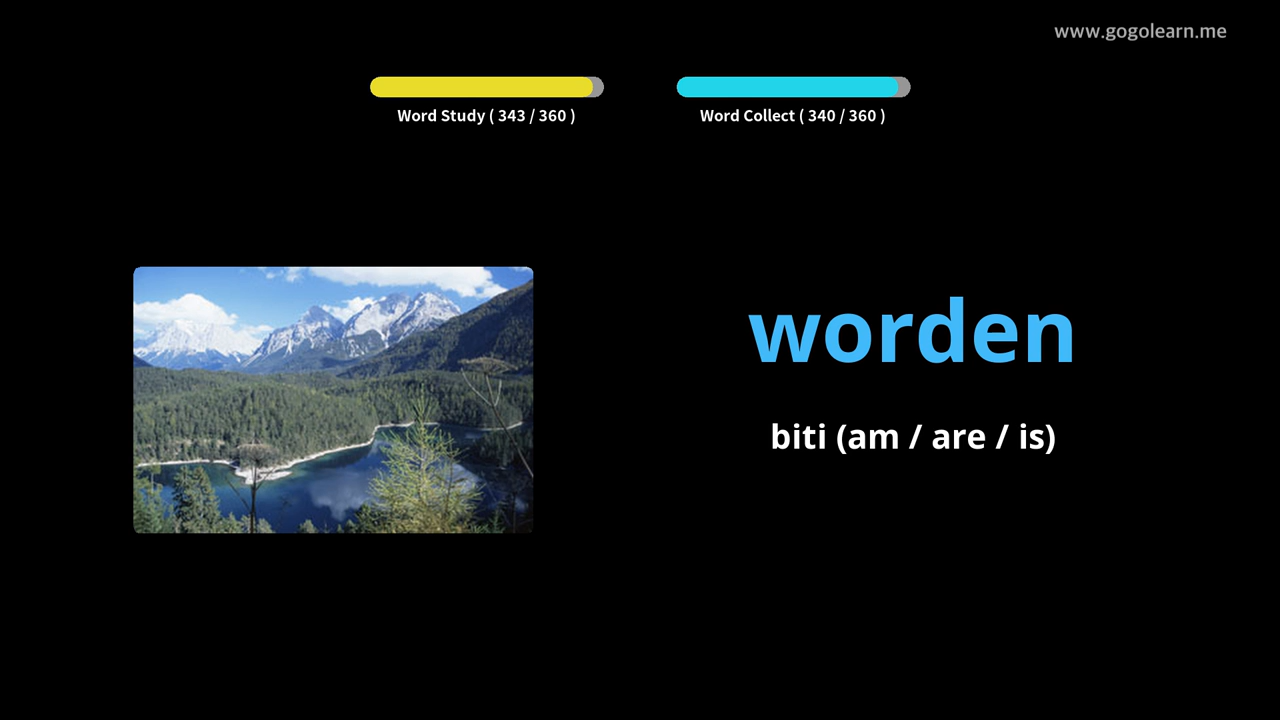 www.gogolearn.me
Word Study ( 343 / 360 )
Word Collect ( 340 / 360 )
worden
biti (am / are / is)